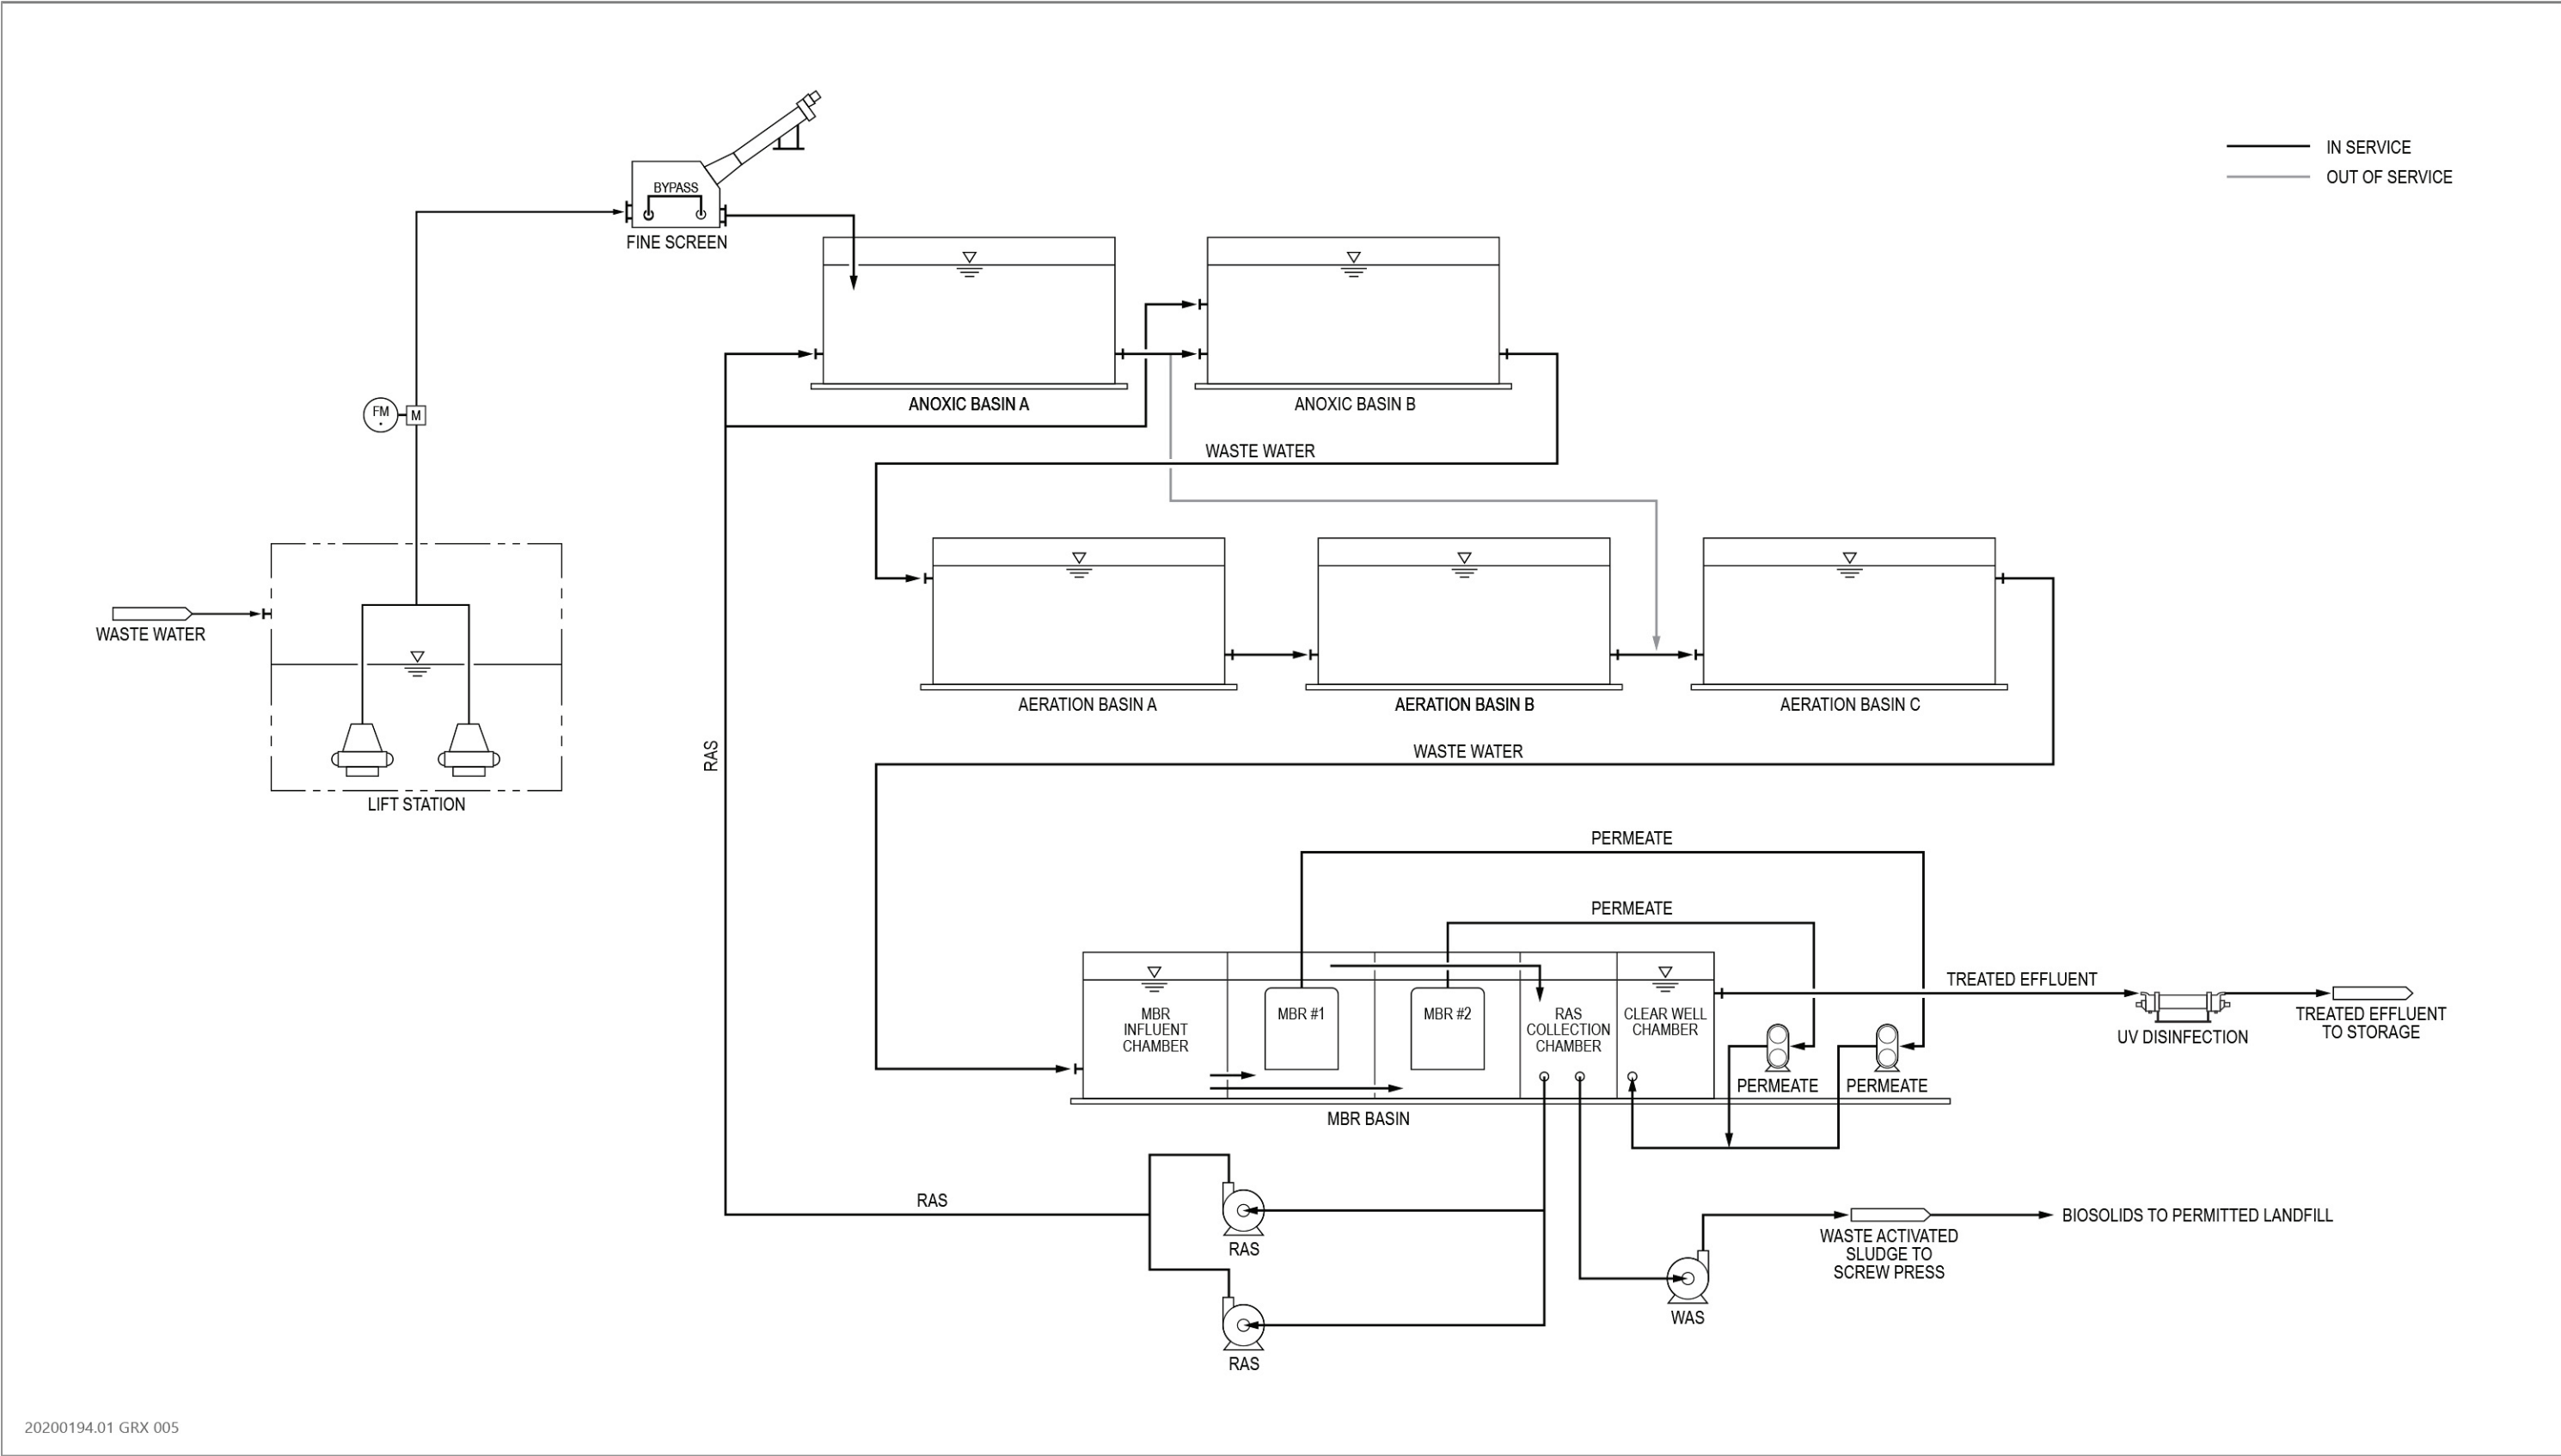 IN SERVICE
OUT OF SERVICE
BYPASS
FINE SCREEN
ANOXIC BASIN A
ANOXIC BASIN B
FM
M
WASTE WATER
WASTE WATER
LIFT STATION
AERATION BASIN A
AERATION BASIN B
AERATION BASIN C
RAS
WASTE WATER
PERMEATE
PERMEATE
MBR
INFLUENT
CHAMBER
MBR #1
MBR #2
RAS
COLLECTION
CHAMBER
CLEAR WELL
CHAMBER
TREATED EFFLUENT
UV DISINFECTION
TREATED EFFLUENT
TO STORAGE
PERMEATE
PERMEATE
MBR BASIN
RAS
RAS
RAS
WAS
WASTE ACTIVATED
SLUDGE TO
SCREW PRESS
BIOSOLIDS TO PERMITTED LANDFILL
20200194.01 GRX 005